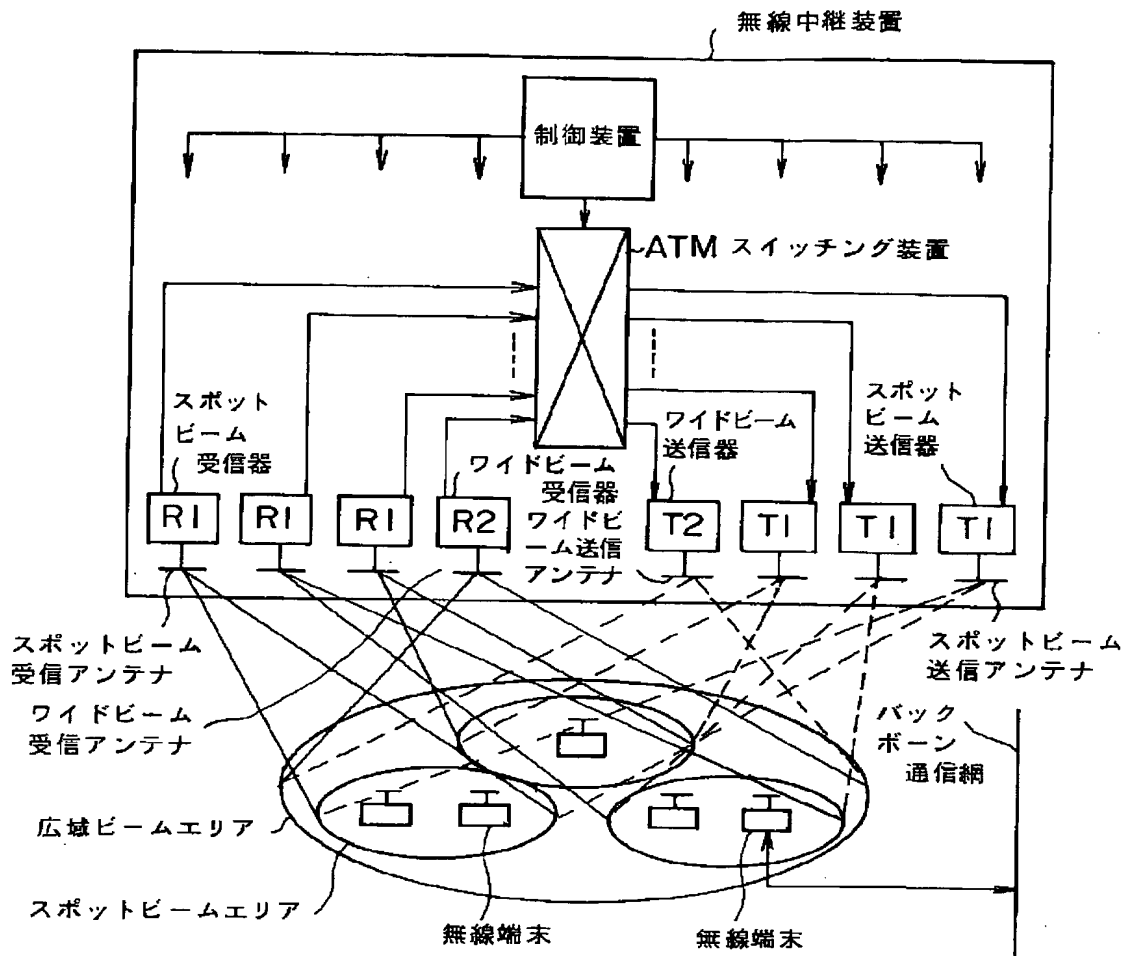 無線中継装置
制御装置
ATM スイッチング装置
スポット
ビーム
受信器
ワイドビーム
受信器
ワイドビーム
送信器
スポット
ビーム
送信器
R1
R1
R1
R2
T2
T1
T1
T1
ワイドビ
ーム送信
アンテナ
スポットビーム
受信アンテナ
スポットビーム
送信アンテナ
ワイドビーム
受信アンテナ
バック
ボーン
通信網
広域ビームエリア
スポットビームエリア
無線端末
無線端末